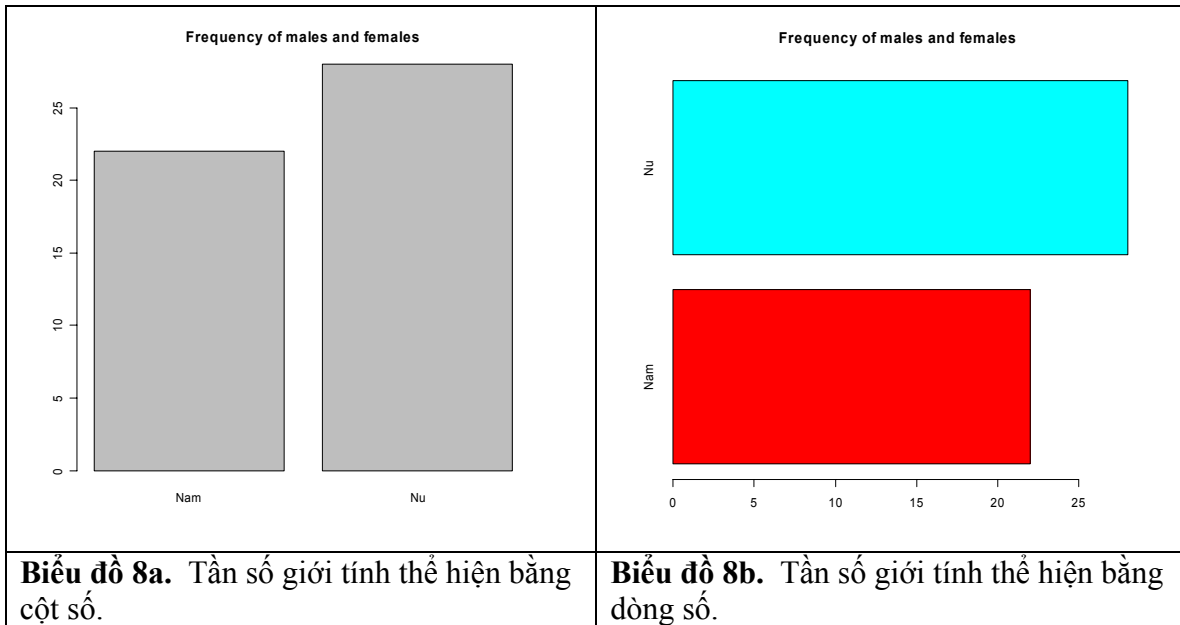 Frequency of males and females
25
20
15
10
5
0
Nam
Nu
Biểu đồ 8a. Tần số giới tính thể hiện bằng
cột số.
Frequency of males and females
Nu
Nam
0 5 10 15 20 25
Biểu đồ 8b. Tần số giới tính thể hiện bằng
dòng số.